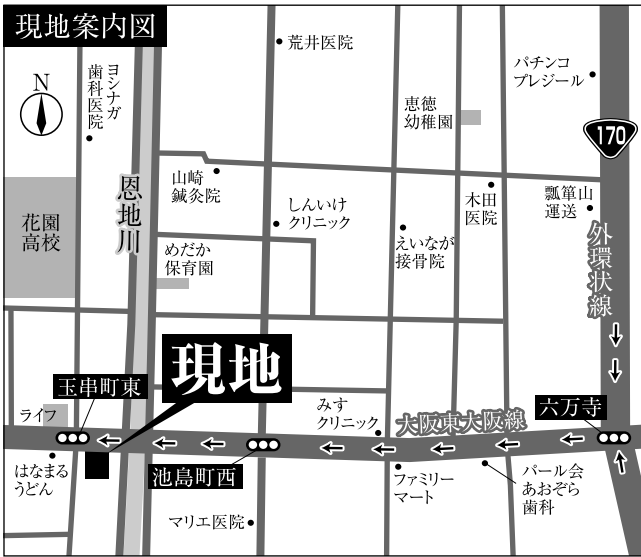 現地案内図
荒井医院
パチンコ
プレジール
ヨシナガ
歯科医院
N
恵徳
幼稚園
170
山崎
鍼灸院
恩地川
しんいけ
クリニック
木田
医院
瓢箪山
運送
花園
高校
めだか
保育園
えいなが
接骨院
外環状線
現地
玉串町東
ライフ
みす
クリニック
大阪東大阪線
六万寺
はなまる
うどん
池島町西
ファミリー
マート
パール会
あおぞら
歯科
マリエ医院